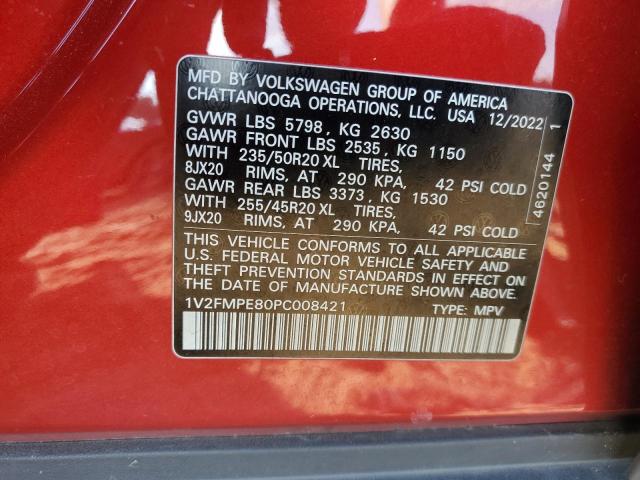 MFD BY VOLKSWAGEN GROUP OF AMERICA
CHATTANOOGA OPERATIONS, LLC. USA 12/2022
GVWR LBS 5798, KG 2630
GAWR FRONT LBS 2535, KG 1150
WITH 235/50R20 XL TIRES,
8JX20 RIMS, AT 290 KPA, 42 PSI COLD
GAWR REAR LBS 3373, KG 1530
WITH 255/45R20 XL TIRES,
9JX20 RIMS, AT 290 KPA, 42 PSI COLD
THIS VEHICLE CONFORMS TO ALL APPLICABLE
U.S. FEDERAL MOTOR VEHICLE SAFETY AND
THEFT PREVENTION STANDARDS IN EFFECT ON
THE DATE OF MANUFACTURE SHOWN ABOVE.
1V2FMPE80PC008421 TYPE: MPV
4620144 1